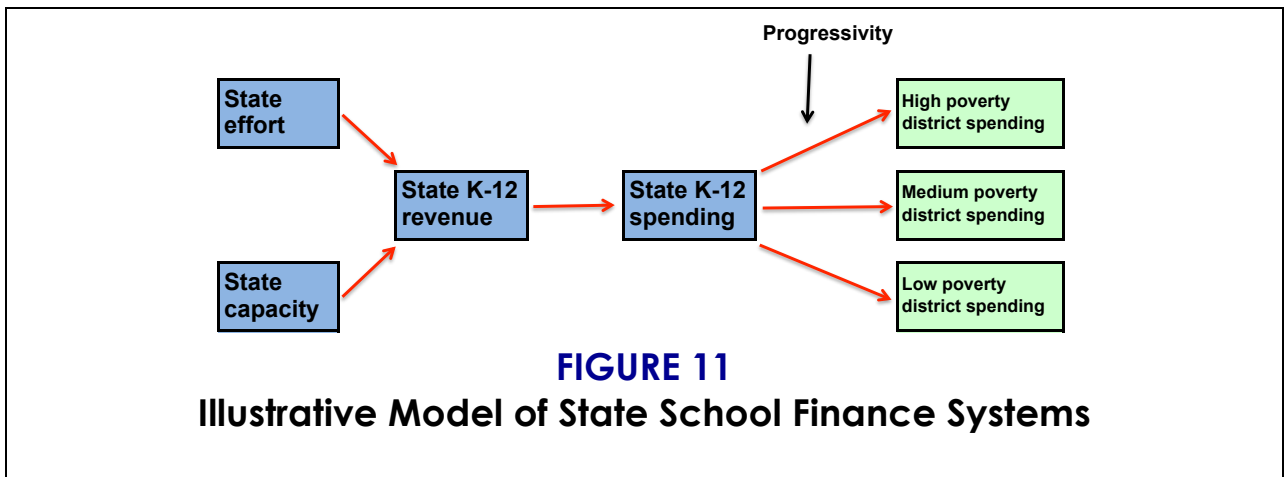 Progressivity
State
effort
High poverty
district spending
State K-12
revenue
State K-12
spending
Medium poverty
district spending
State
capacity
Low poverty
district spending
FIGURE 11
Illustrative Model of State School Finance Systems